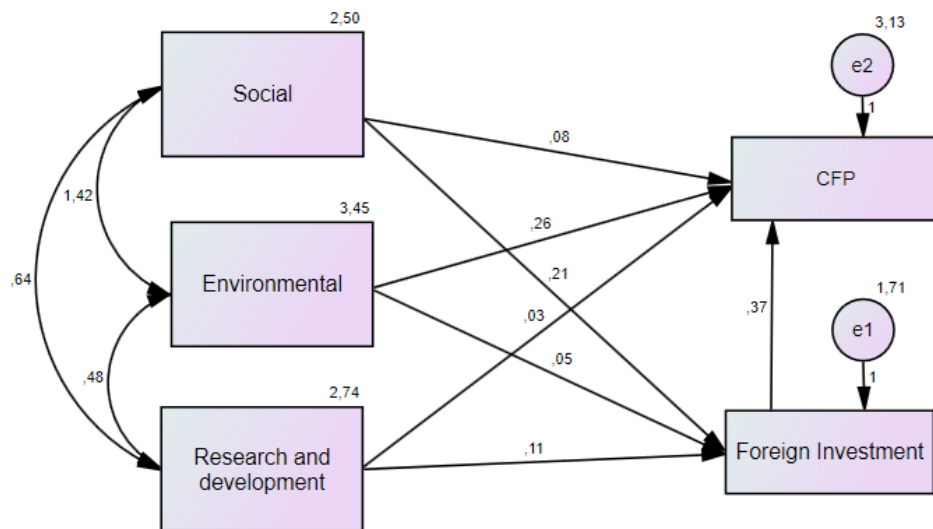 2,50
3,13
e2
Social
1
,08
CFP
1,42
3,45
,26
Environmental
,21
1,71
,64
,03
,37
e1
,48
,05
2,74
1
Research and
development
,11
Foreign Investment